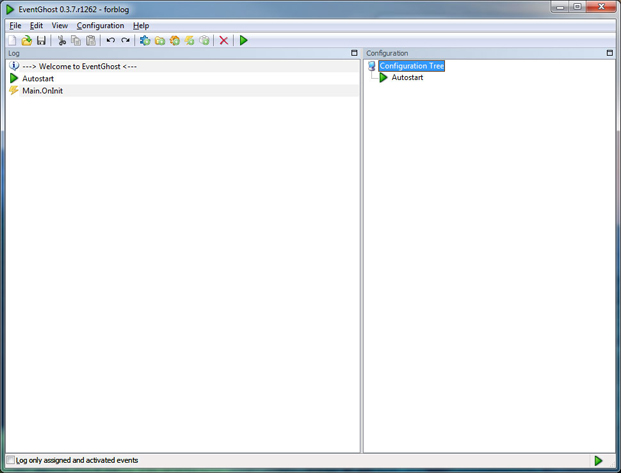 EventGhost 0.3.7.r1262 - forblog
File Edit View Configuration Help
Log
---> Welcome to EventGhost <---
Autostart
Main.OnInit
Configuration
Configuration Tree
Autostart
Log only assigned and activated events